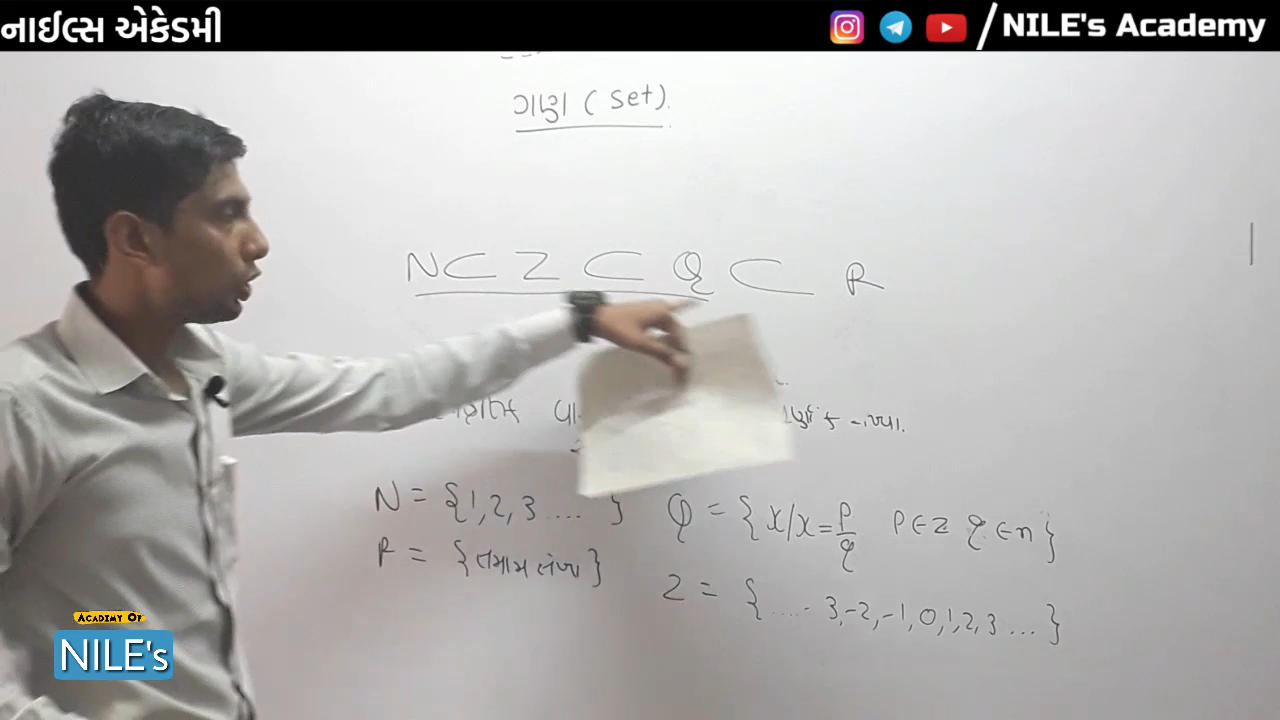 નાઈલ્સ એકેડમી
/NILE's Academy
ગણ (Set).
N ⊂ Z ⊂ Q ⊂ R
N = {1, 2, 3 .... }
Q = {x/x = p/q p ∈ Z q ∈ n}
R = {તમામ સંખ્યા}
Z = {..... 3, -2, -1, 0, 1, 2, 3 ... }
ACADEMY OF
NILE's